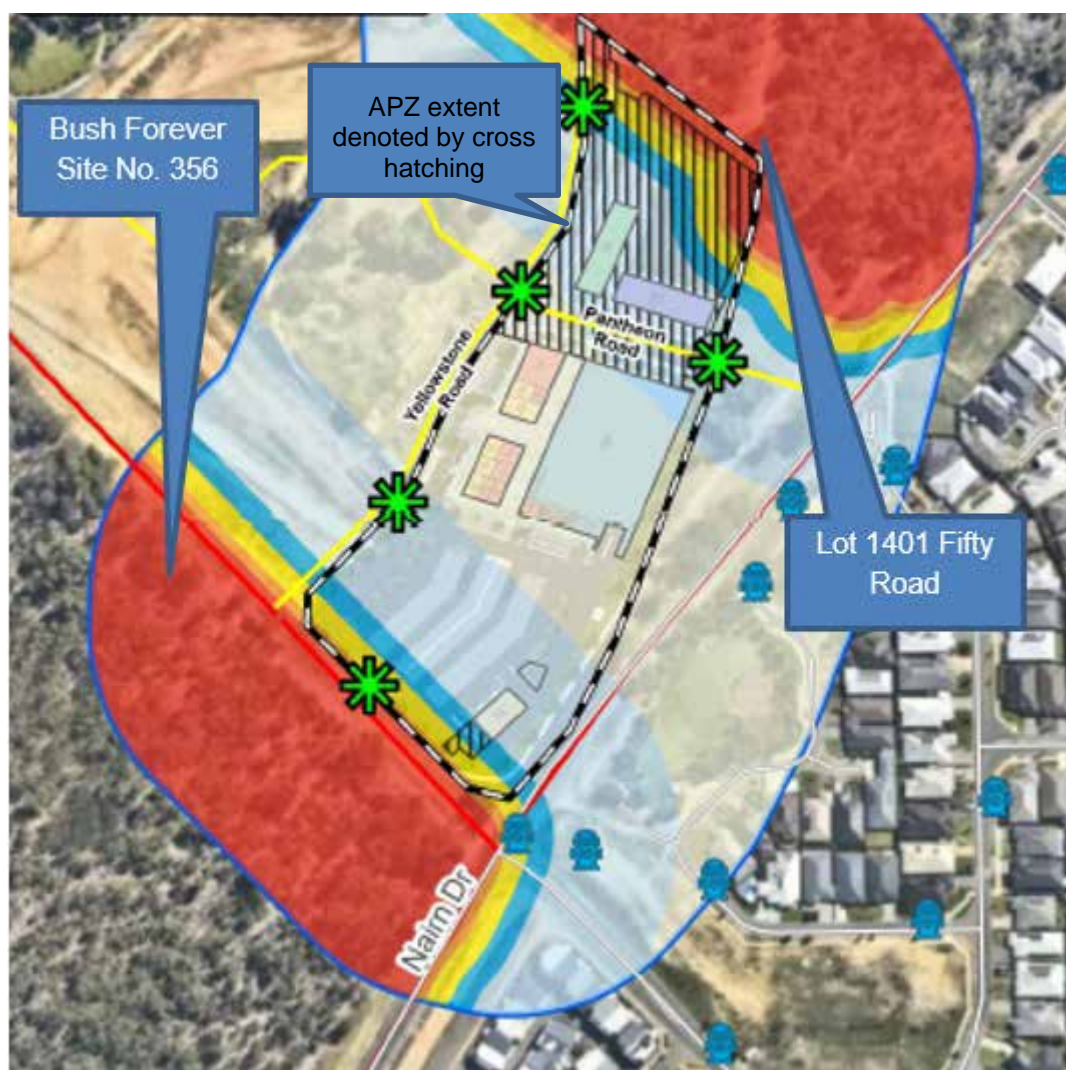 Bush Forever
Site No. 356
APZ extent
denoted by cross
hatching
Yellowstone
Road
Pantheon
Road
Lot 1401 Fifty
Road
Nairn Dr